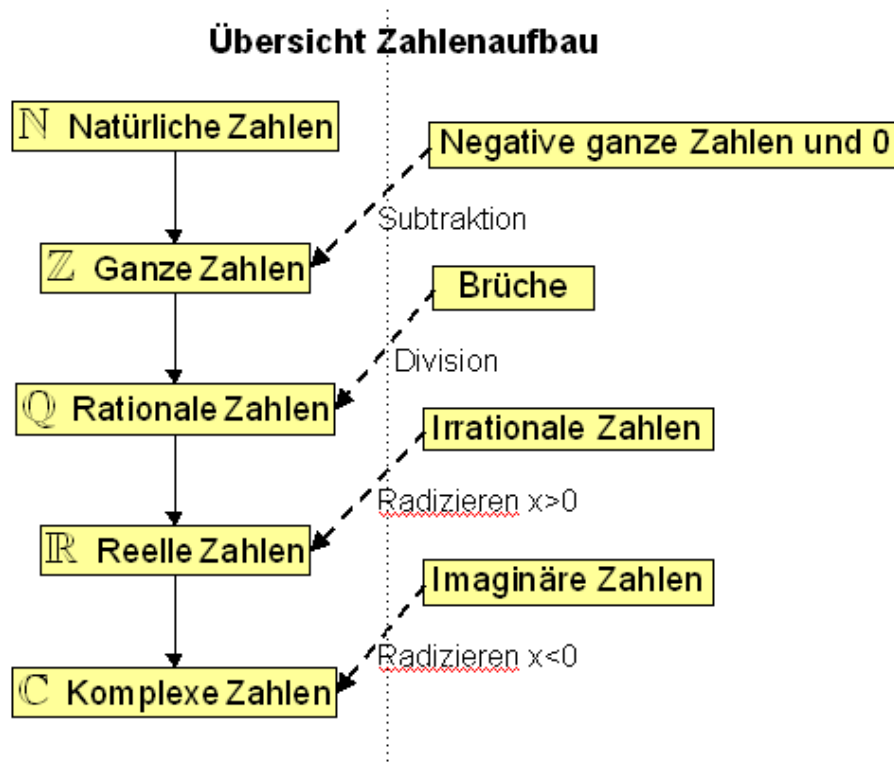 Übersicht Zahlenaufbau
ℕ Natürliche Zahlen
Negative ganze Zahlen und 0
Subtraktion
ℤ Ganze Zahlen
Brüche
Division
ℚ Rationale Zahlen
Irrationale Zahlen
Radizieren x>0
ℝ Reelle Zahlen
Imaginäre Zahlen
Radizieren x<0
ℂ Komplexe Zahlen